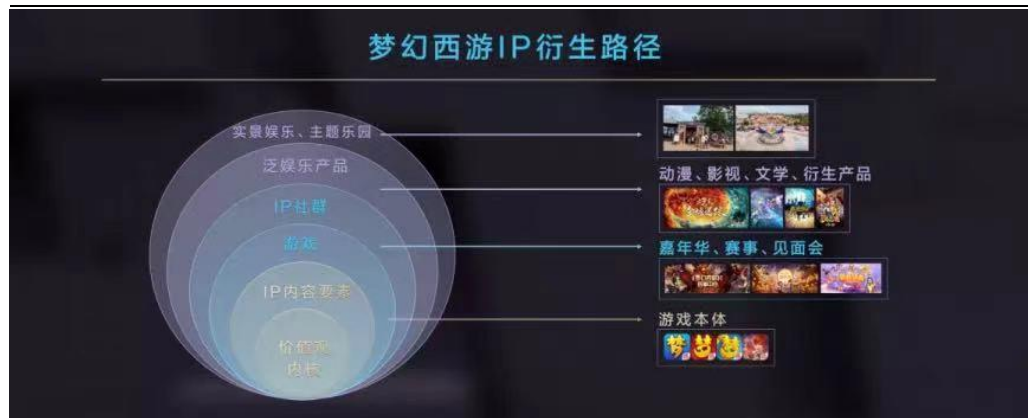 梦幻西游IP衍生路径
实景娱乐、主题乐园
泛娱乐产品
IP社群
游戏
IP内容要素
价值观
内核
动漫、影视、文学、衍生产品
嘉年华、赛事、见面会
游戏本体
梦